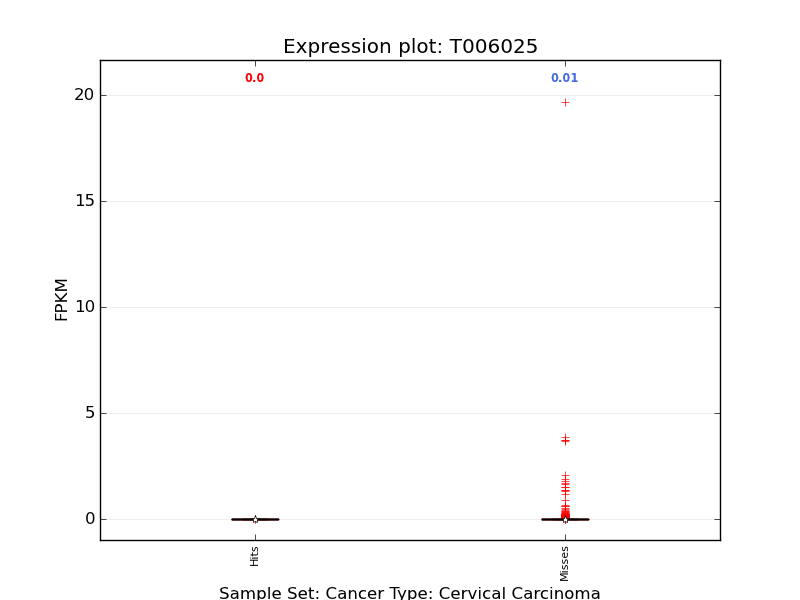 Expression plot: T006025
0.0
0.01
20
15
10
5
0
FPKM
Hits
Misses
Sample Set: Cancer Type: Cervical Carcinoma